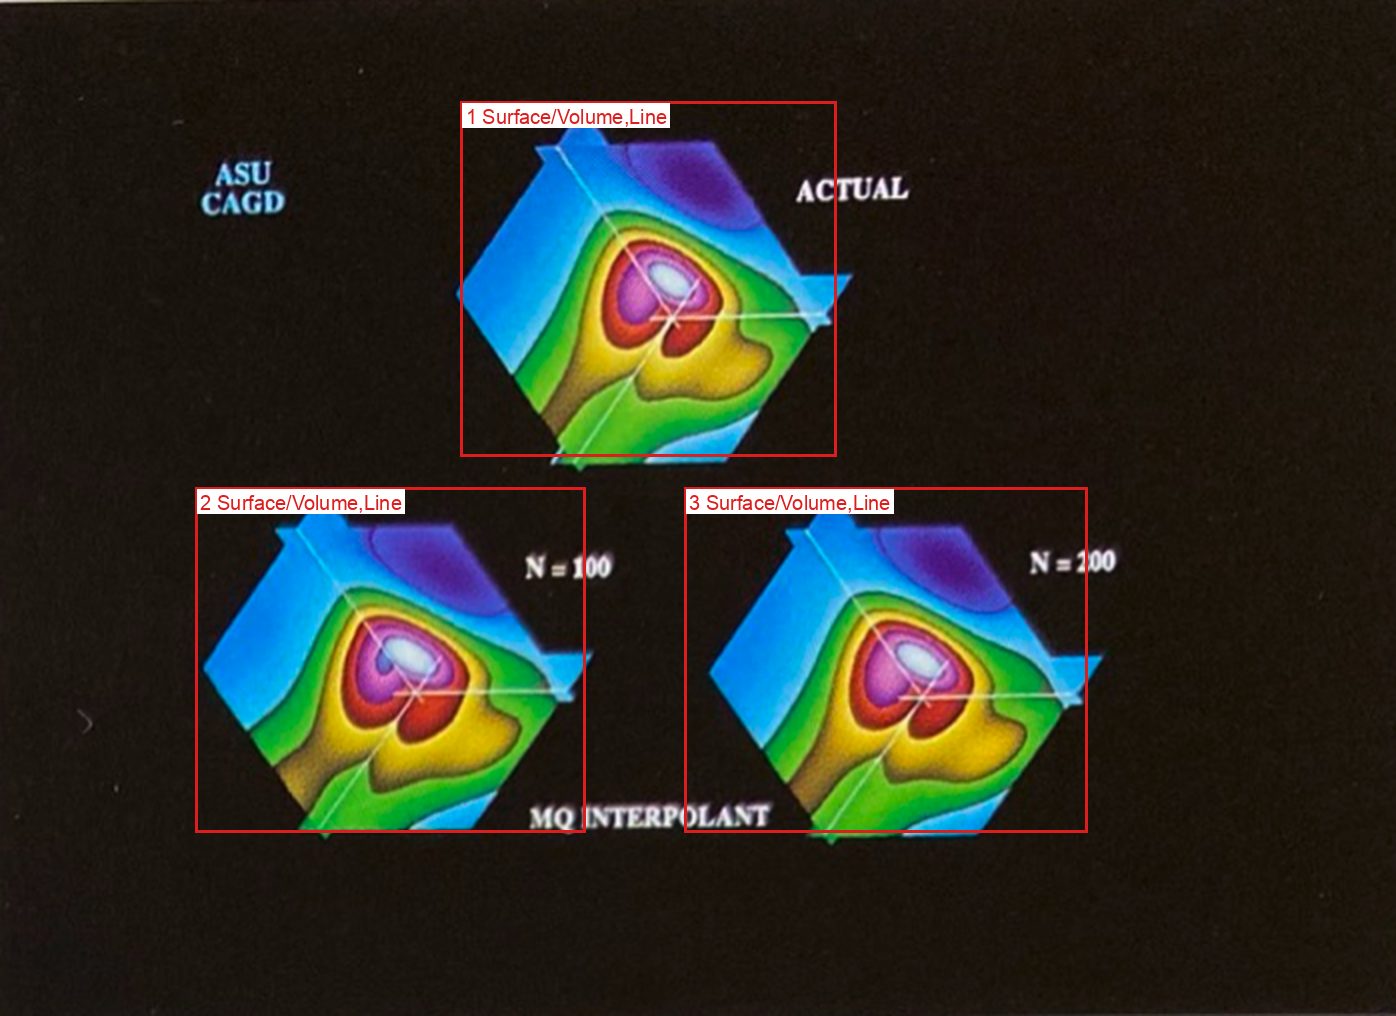 1 Surface/Volume,Line
ASU
CAGD
ACTUAL
2 Surface/Volume,Line
3 Surface/Volume,Line
N = 100
N = 200
MQ INTERPOLANT